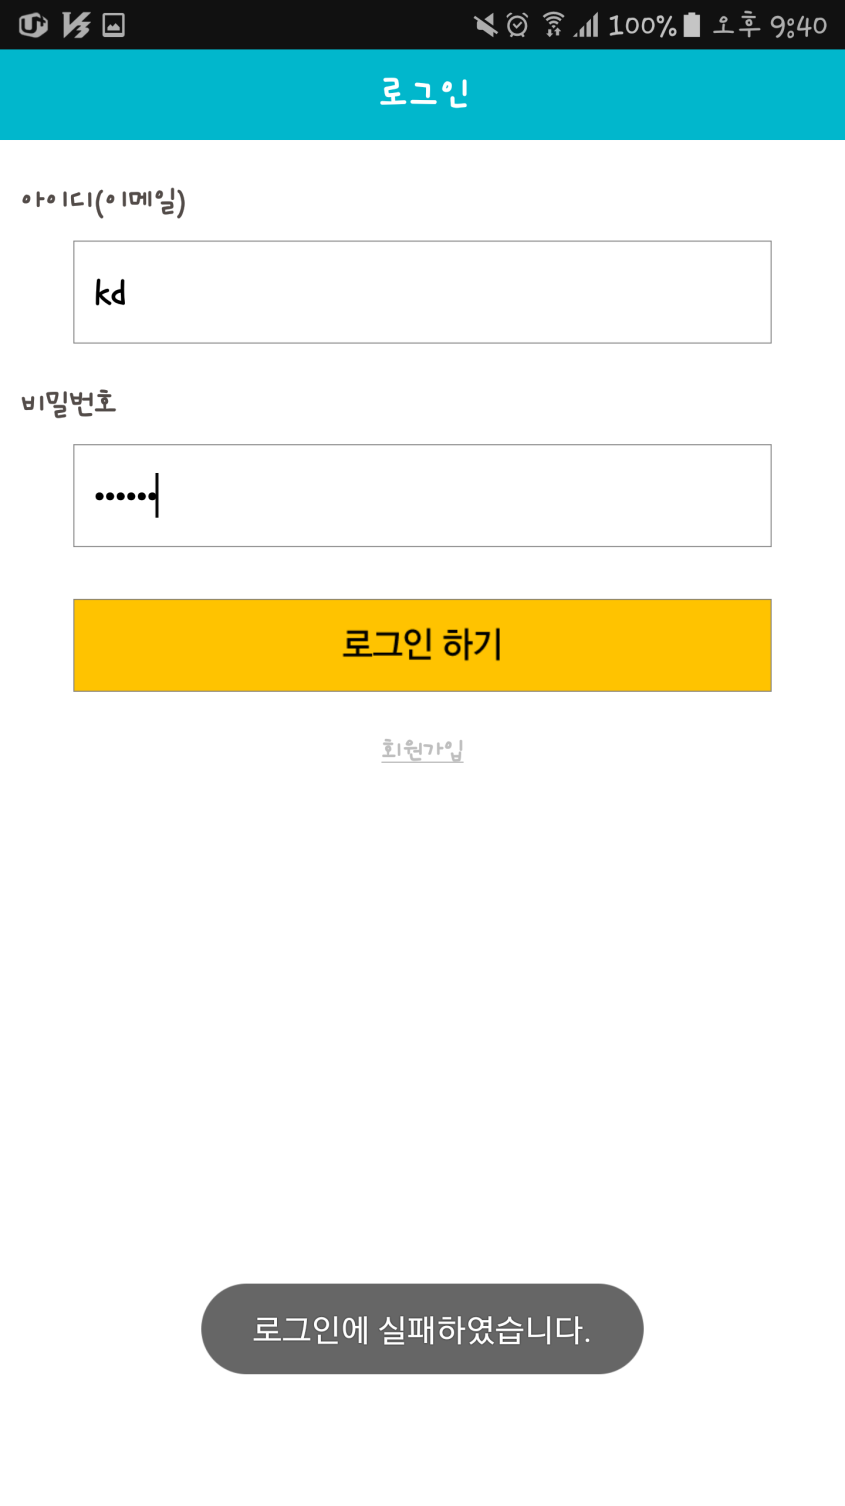 100% 오후 9:40
로그인
아이디(이메일)
kd
비밀번호
••••••
로그인 하기
회원가입
로그인에 실패하였습니다.